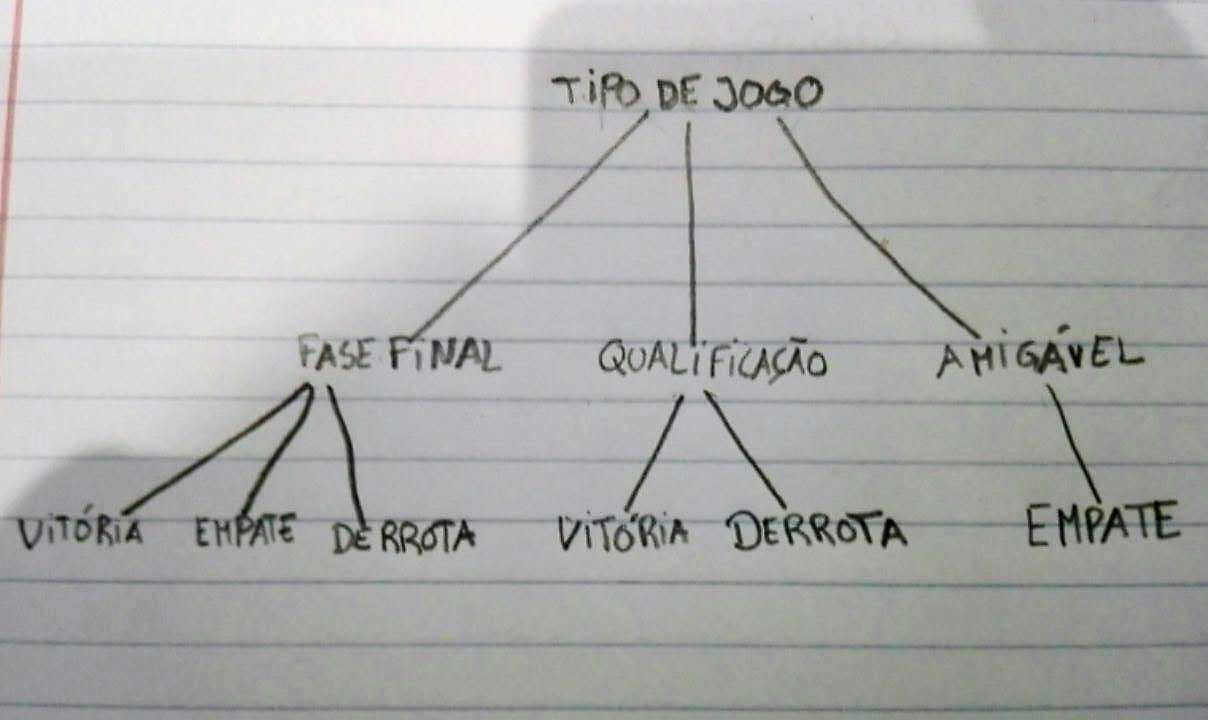 TIPO DE JOGO
FASE FINAL QUALIFICAÇÃO AMIGÁVEL
VITÓRIA EMPATE DERROTA VITÓRIA DERROTA EMPATE